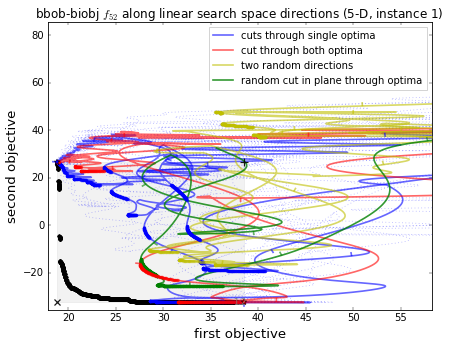 bbob-biobj f52 along linear search space directions (5-D, instance 1)
cuts through single optima
cut through both optima
two random directions
random cut in plane through optima
80
60
40
20
0
−20
second objective
20 25 30 35 40 45 50 55
first objective